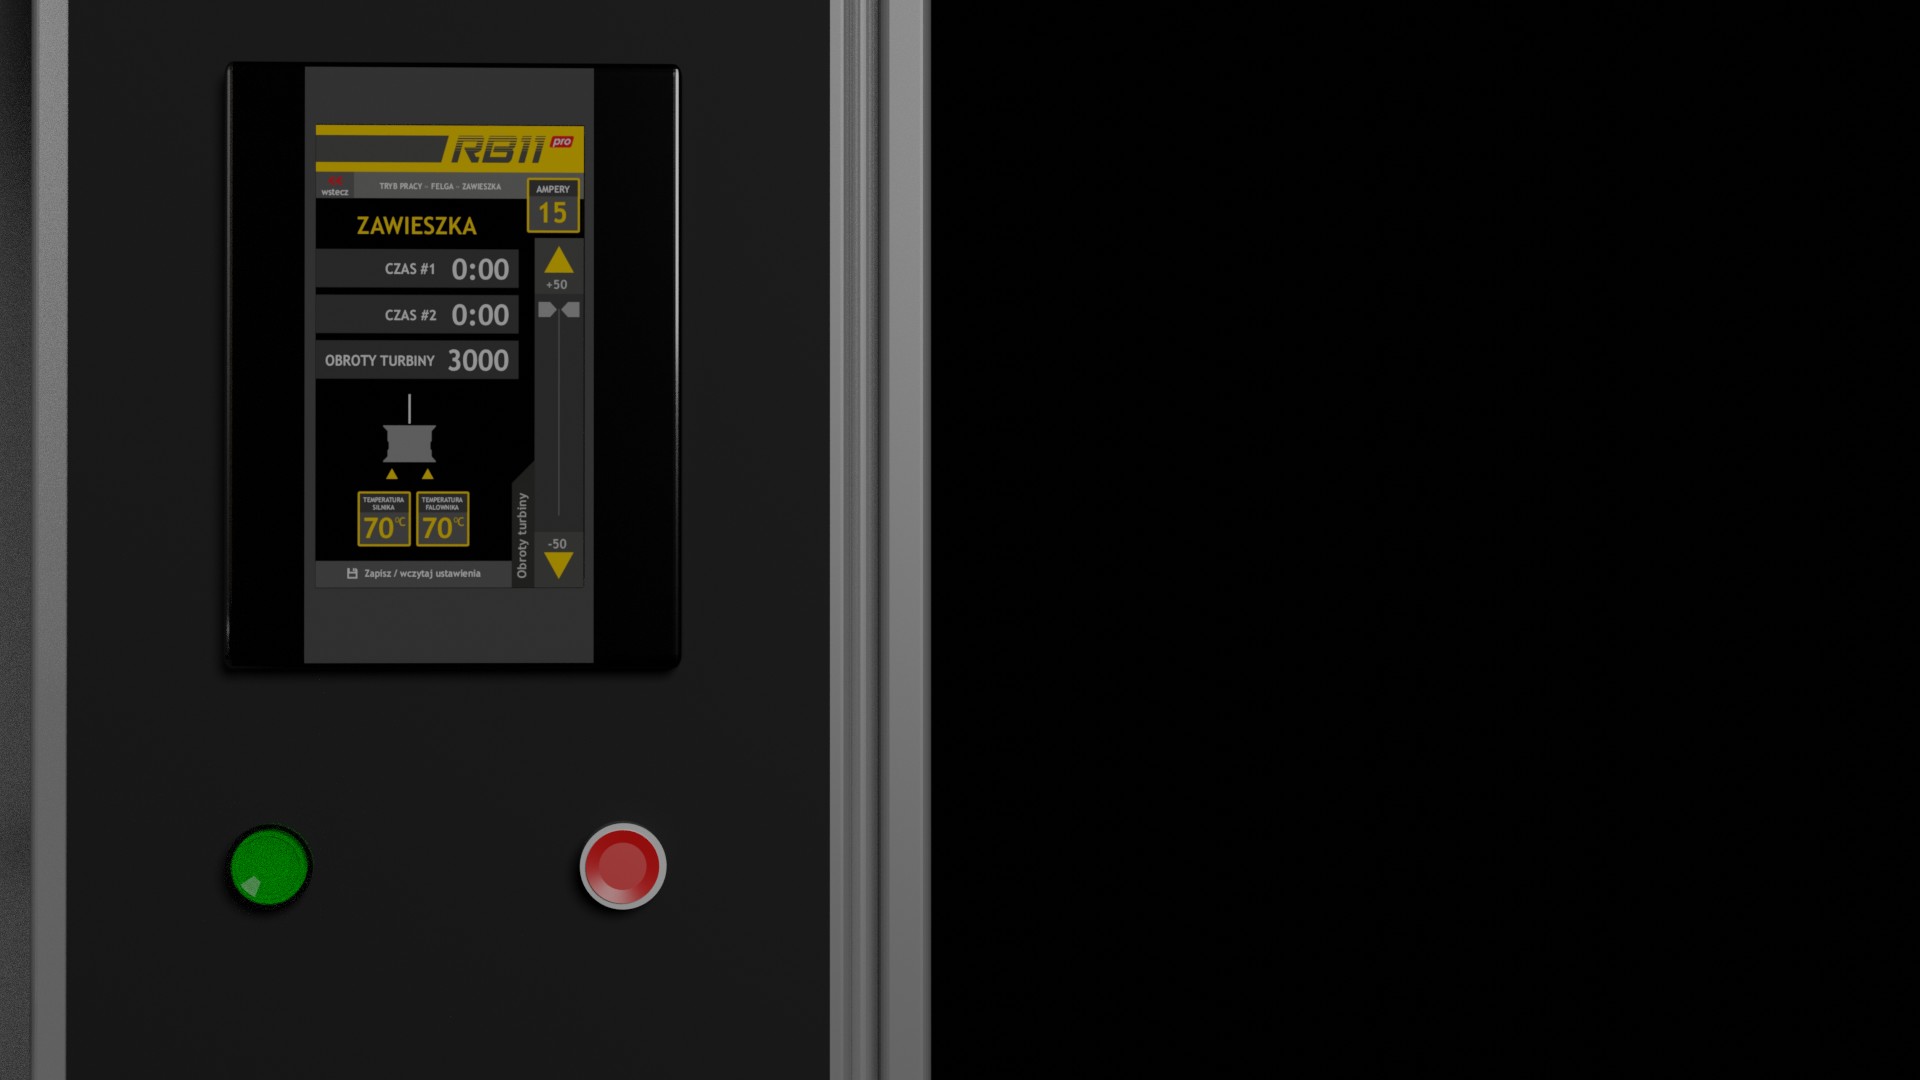 RB11 pro
wstecz
TRYB PRACY - FELGA - ZAWIESZKA
AMPERY
15
ZAWIESZKA
CZAS #1 0:00
+50
CZAS #2 0:00
OBROTY TURBINY 3000
TEMPERATURA
SILNIKA
70°C
TEMPERATURA
FALOWNIKA
70°C
Obroty turbiny
-50
Zapisz / wczytaj ustawienia